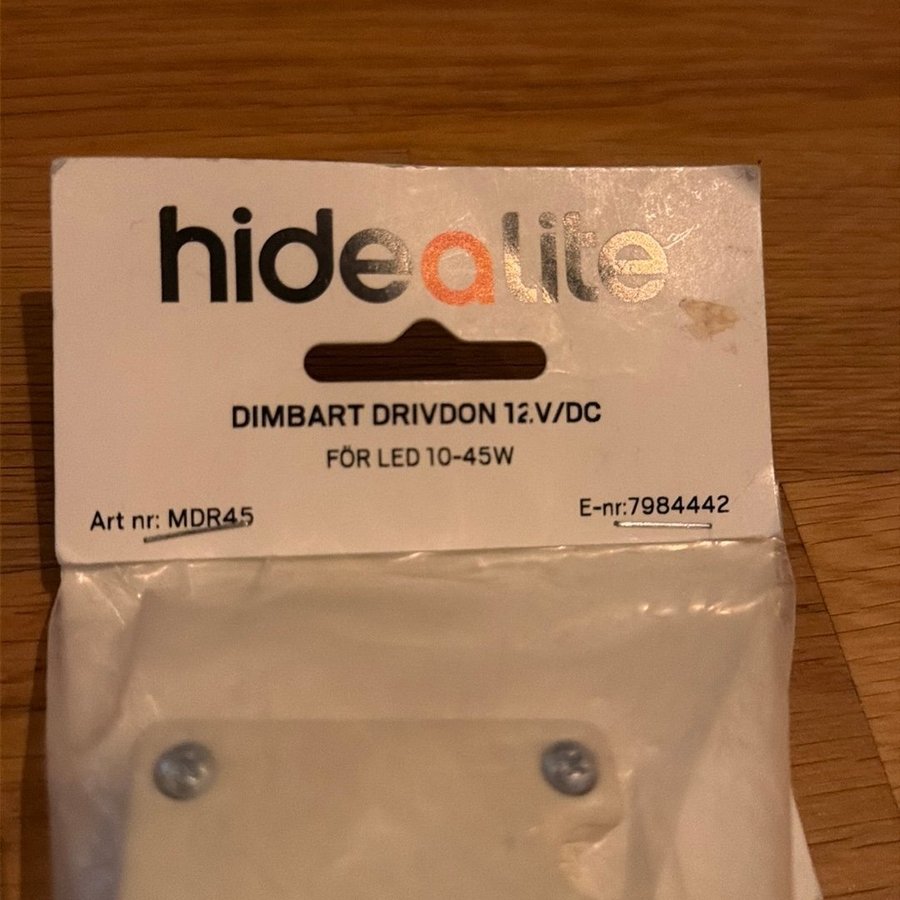 hidealite
DIMBART DRIVDON 12V/DC
FÖR LED 10-45W
Art nr: MDR45
E-nr:7984442